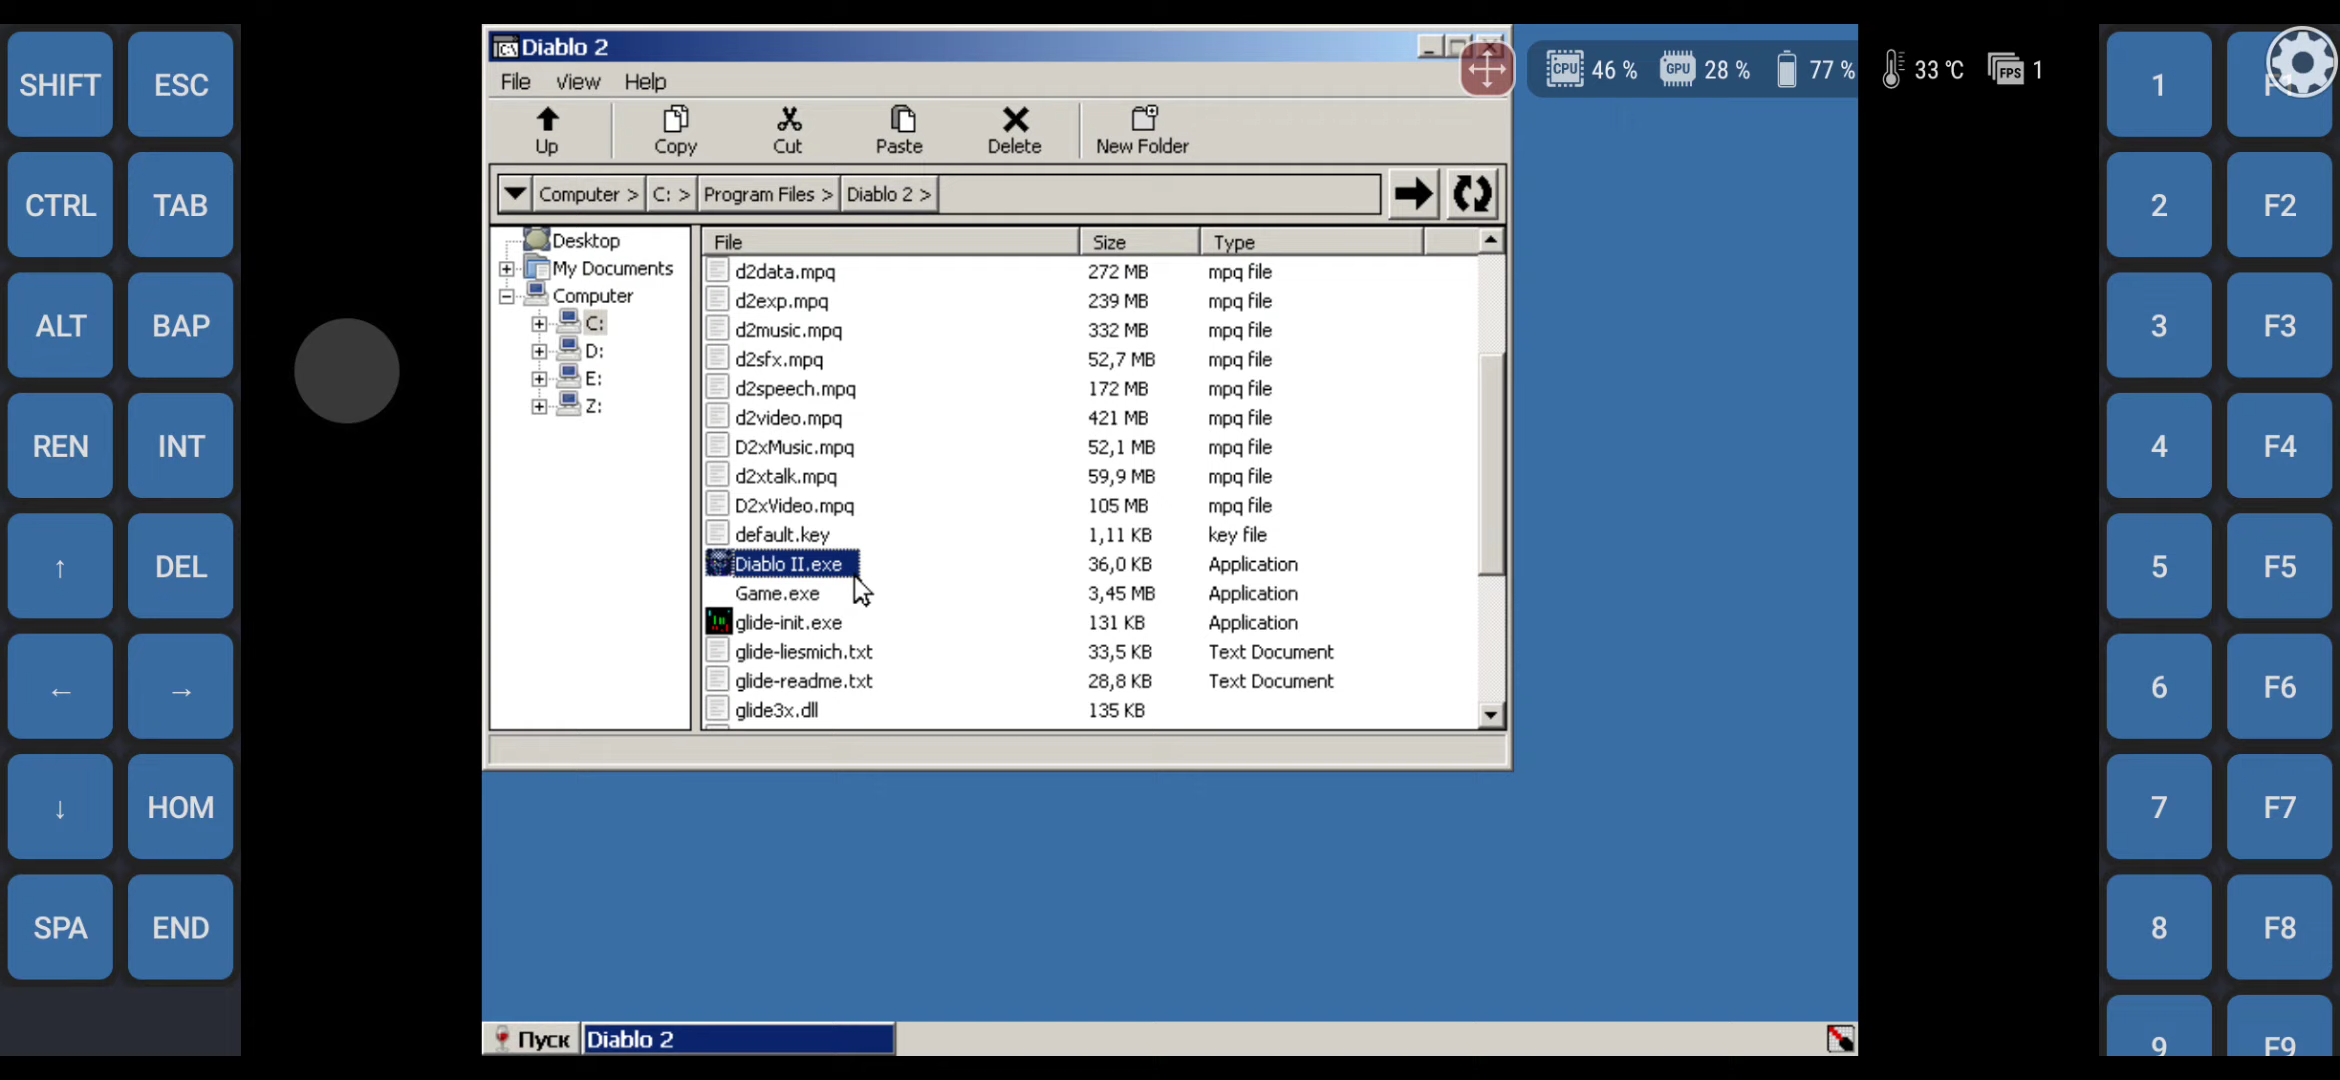 SHIFT ESC
CTRL TAB
ALT BAP
REN INT
↑ DEL
← →
↓ HOM
SPA END
Diablo 2
File View Help
Up Copy Cut Paste Delete New Folder
Computer > C: > Program Files > Diablo 2 >
Desktop
My Documents
Computer
C:
D:
E:
Z:
File Size Type
d2data.mpq 272 MB mpq file
d2exp.mpq 239 MB mpq file
d2music.mpq 332 MB mpq file
d2sfx.mpq 52,7 MB mpq file
d2speech.mpq 172 MB mpq file
d2video.mpq 421 MB mpq file
D2xMusic.mpq 52,1 MB mpq file
d2xtalk.mpq 59,9 MB mpq file
D2xVideo.mpq 105 MB mpq file
default.key 1,11 KB key file
Diablo II.exe 36,0 KB Application
Game.exe 3,45 MB Application
glide-init.exe 131 KB Application
glide-liesmich.txt 33,5 KB Text Document
glide-readme.txt 28,8 KB Text Document
glide3x.dll 135 KB
Пуск Diablo 2
CPU 46 % GPU 28 % 77 % 33 °C FPS 1
1 F1
2 F2
3 F3
4 F4
5 F5
6 F6
7 F7
8 F8
9 F9